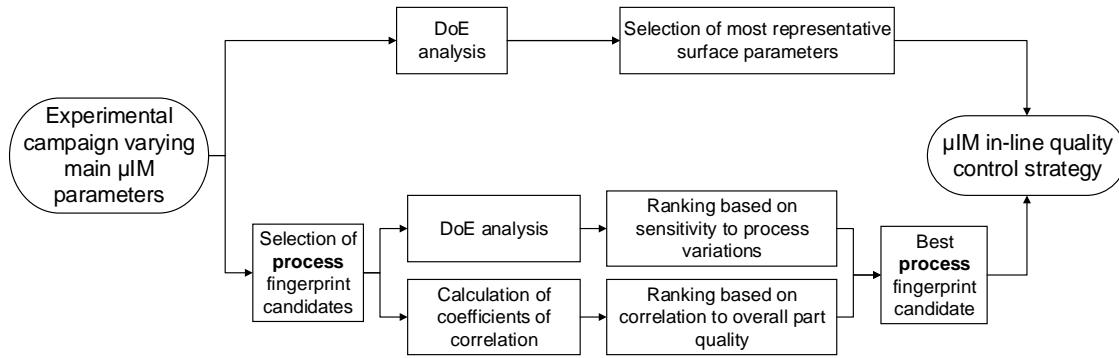 DoE
analysis
Selection of most representative
surface parameters
Experimental
campaign varying
main µIM
parameters
µIM in-line quality
control strategy
Selection of
process
fingerprint
candidates
DoE analysis
Ranking based on
sensitivity to process
variations
Calculation of
coefficients of
correlation
Ranking based on
correlation to overall part
quality
Best
process
fingerprint
candidate